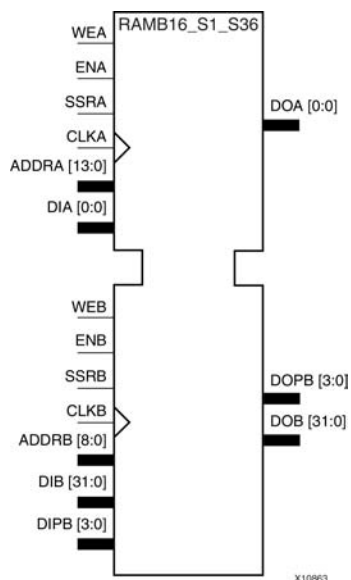 RAMB16_S1_S36
WEA
ENA
SSRA
CLKA
ADDRA [13:0]
DIA [0:0]
DOA [0:0]
WEB
ENB
SSRB
CLKB
ADDRB [8:0]
DIB [31:0]
DIPB [3:0]
DOPB [3:0]
DOB [31:0]
X10863